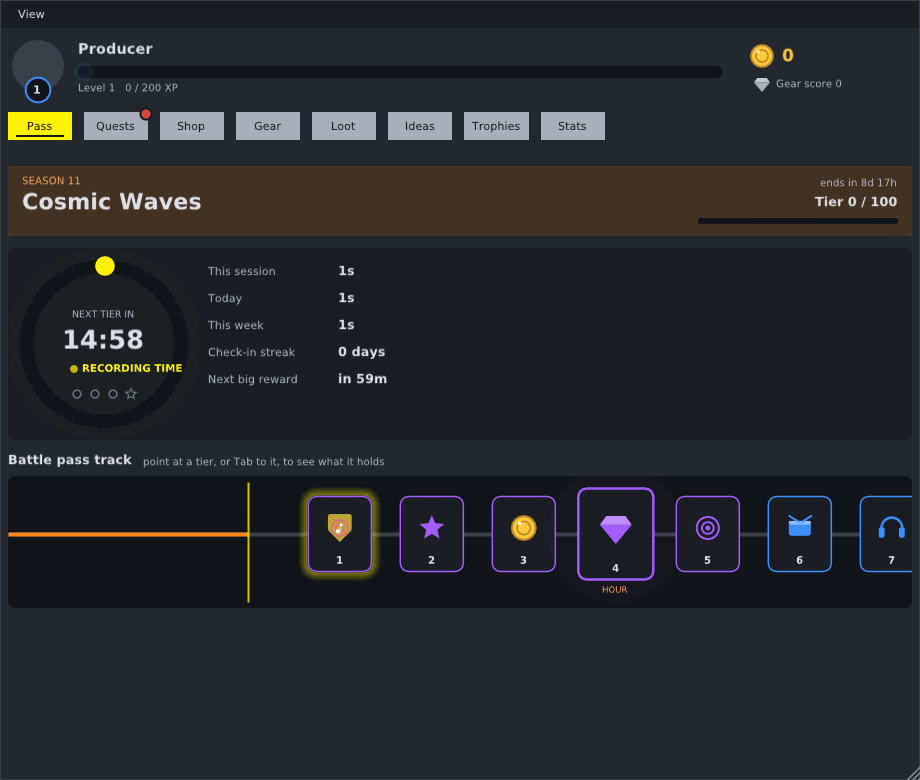 View
Producer
0
1
Level 1 0 / 200 XP
Gear score 0
Pass Quests Shop Gear Loot Ideas Trophies Stats
SEASON 11
ends in 8d 17h
Cosmic Waves
Tier 0 / 100
This session 1s
Today 1s
NEXT TIER IN
This week 1s
14:58
Check-in streak 0 days
RECORDING TIME
Next big reward in 59m
Battle pass track point at a tier, or Tab to it, to see what it holds
1 2 3 4 5 6 7
HOUR